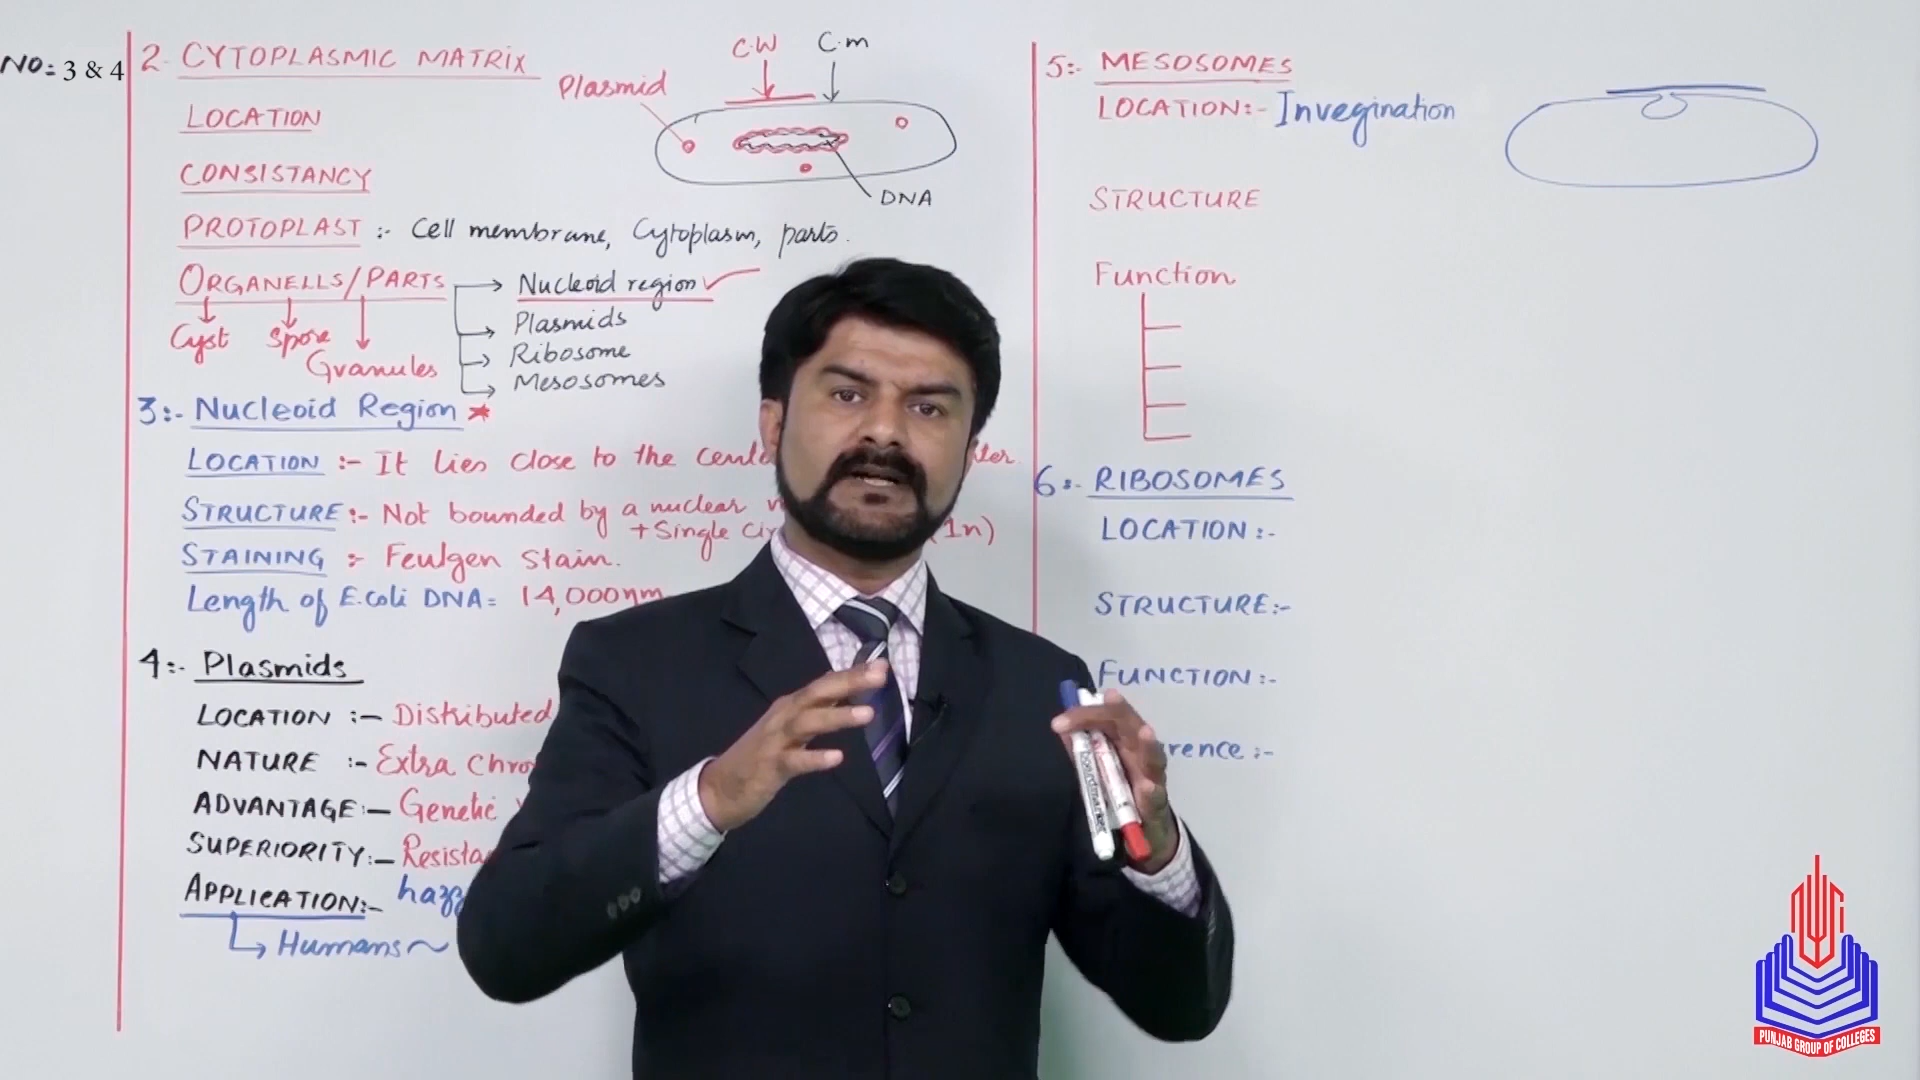 NO: 3 & 4
2. CYTOPLASMIC MATRIX
LOCATION
CONSISTANCY
PROTOPLAST :- Cell membrane, Cytoplasm, parts.
ORGANELLS/PARTS
Cyst
Spore
Granules
Nucleoid region
Plasmids
Ribosome
Mesosomes
C.W
C.m
Plasmid
DNA
3:- Nucleoid Region
LOCATION :- It lies close to the
STRUCTURE :- Not bounded by a nuclear
+ Single (1n)
STAINING :- Feulgen Stain.
Length of E.coli DNA = 14,000nm
4:- Plasmids
LOCATION :- Distributed
NATURE :- Extra
ADVANTAGE:- Genetic
SUPERIORITY:-
APPLICATION:-
Humans
5:- MESOSOMES
LOCATION:- Invegination
STRUCTURE
Function
6:- RIBOSOMES
LOCATION :-
STRUCTURE:-
FUNCTION :-
boardmarker
PUNJAB GROUP OF COLLEGES